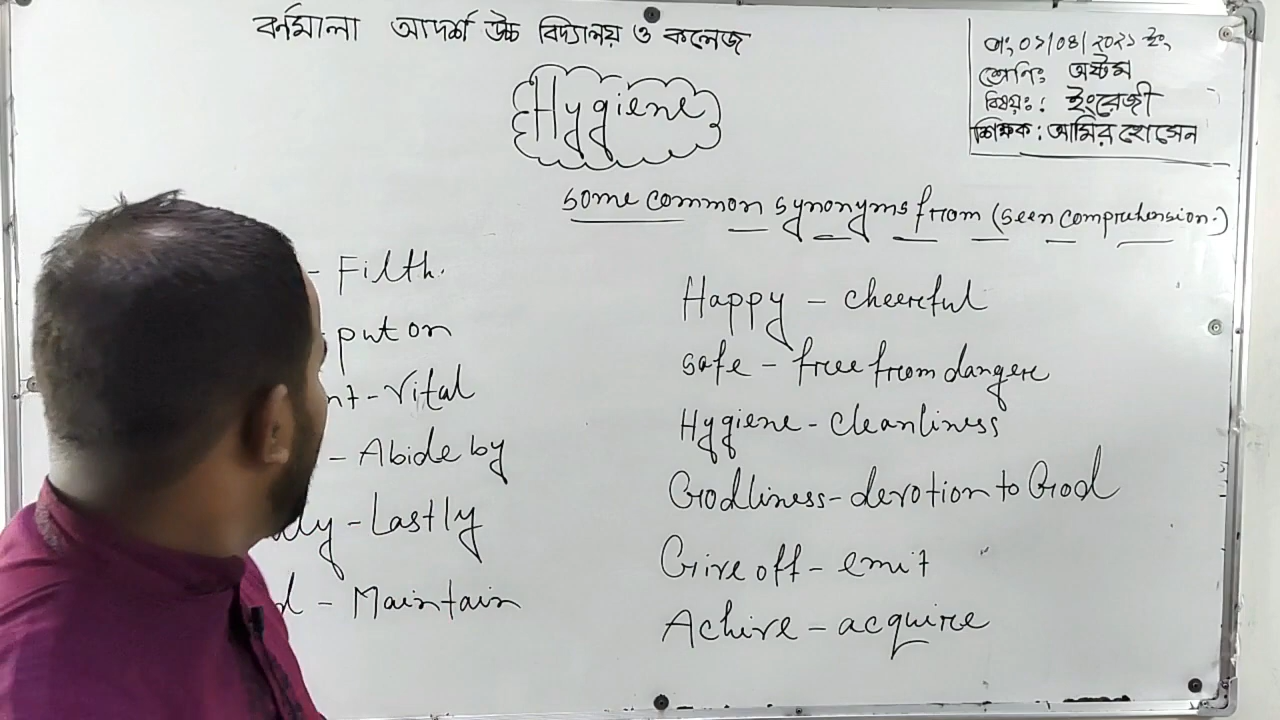 বর্নমালা আদর্শ উচ্চ বিদ্যালয় ও কলেজ
তাং ০১/০৪/২০২১ ইং
শ্রেনিঃ অষ্টম
বিষয়ঃ: ইংরেজী
শিক্ষক: আমির হোসেন
Hygiene
Some common synonyms from (Seen comprehension.)
- Filth.
- put on
nt - Vital
- Abide by
lly - Lastly
d - Maintain
Happy - cheerful
safe - free from danger
Hygiene - cleanliness
Godliness - devotion to God
Give off - emit
Achive - acquire